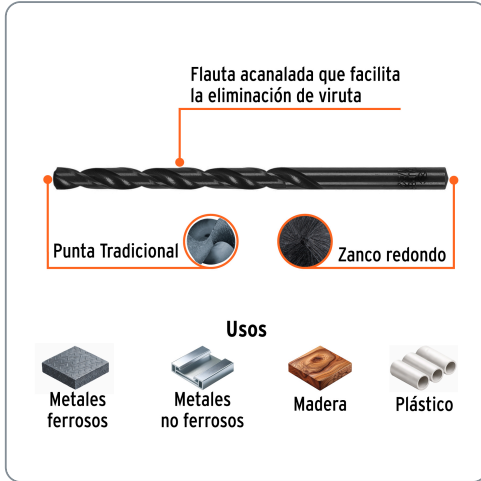 Flauta acanalada que facilita
la eliminación de viruta
Punta Tradicional
Zanco redondo
Usos
Metales
ferrosos
Metales
no ferrosos
Madera
Plástico